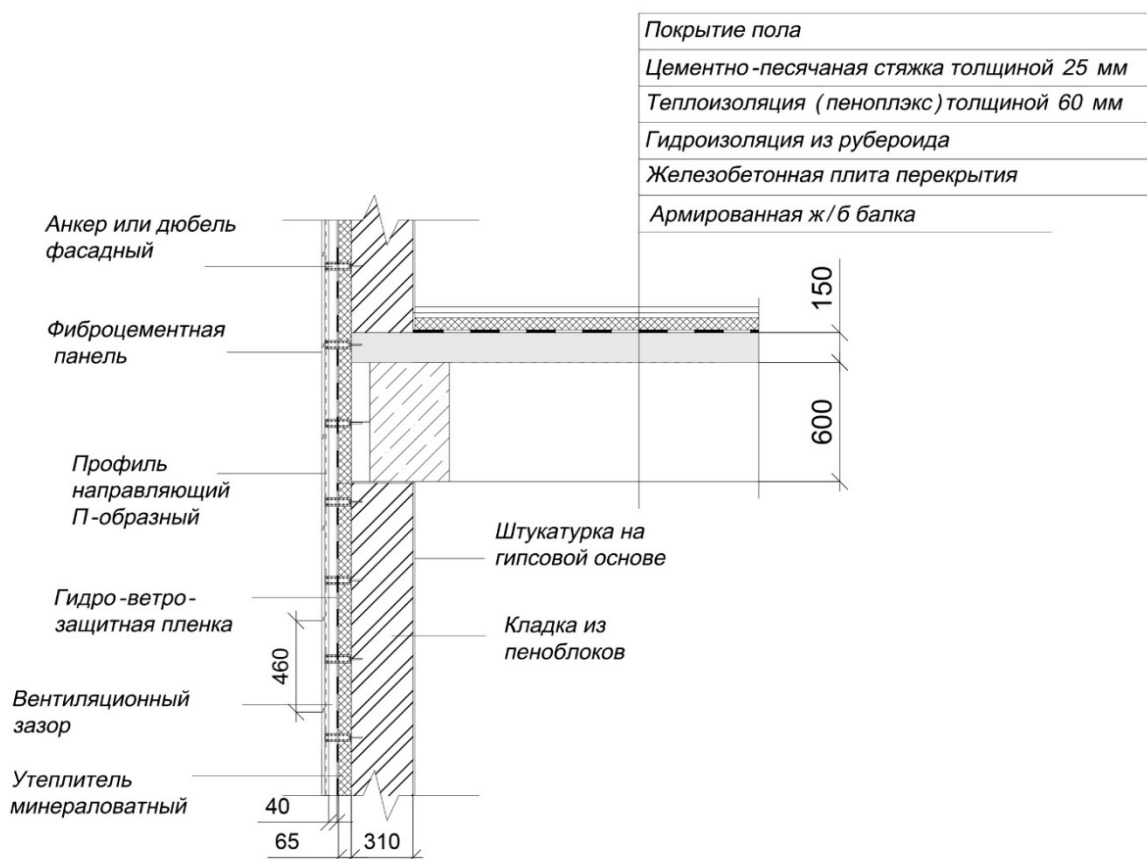 Покрытие пола
Цементно-песячаная стяжка толщиной 25 мм
Теплоизоляция (пеноплэкс) толщиной 60 мм
Гидроизоляция из рубероида
Железобетонная плита перекрытия
Армированная ж/б балка
Анкер или дюбель
фасадный
Фиброцементная
панель
Профиль
направляющий
П-образный
Гидро-ветро-
защитная пленка
Вентиляционный
зазор
Утеплитель
минераловатный
Штукатурка на
гипсовой основе
Кладка из
пеноблоков
150
600
460
40
65
310